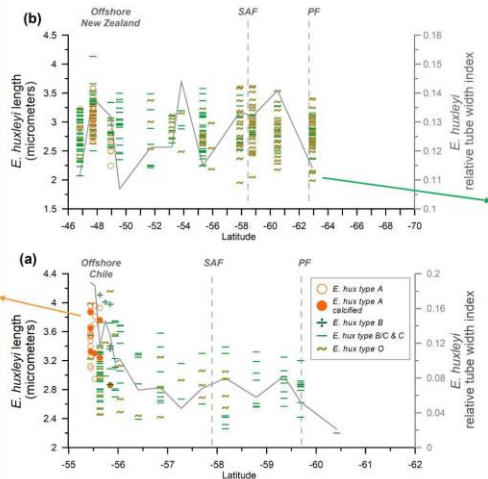 (b)
Offshore
New Zealand
SAF
PF
E. huxleyi length
(micrometers)
4.5
4
3.5
3
2.5
2
1.5
0.16
0.15
0.14
0.13
0.12
0.11
0.1
E. huxleyi
relative tube width index
-46 -48 -50 -52 -54 -56 -58 -60 -62 -64 -66 -68 -70
Latitude
(a)
Offshore
Chile
SAF
PF
E. huxleyi length
(micrometers)
4.4
4
3.6
3.2
2.8
2.4
2
0.2
0.16
0.12
0.08
0.04
0
E. huxleyi
relative tube width index
E. hux type A
E. hux type A
calcified
E. hux type B
E. hux type B/C & C
E. hux type O
-55 -56 -57 -58 -59 -60 -61 -62
Latitude